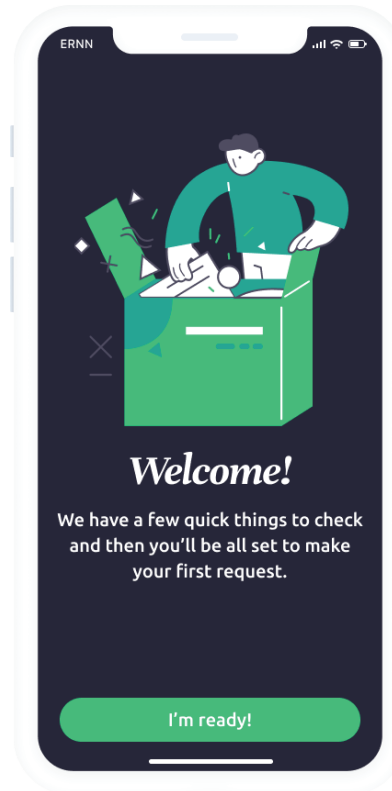 ERNN
Welcome!
We have a few quick things to check
and then you’ll be all set to make
your first request.
I’m ready!